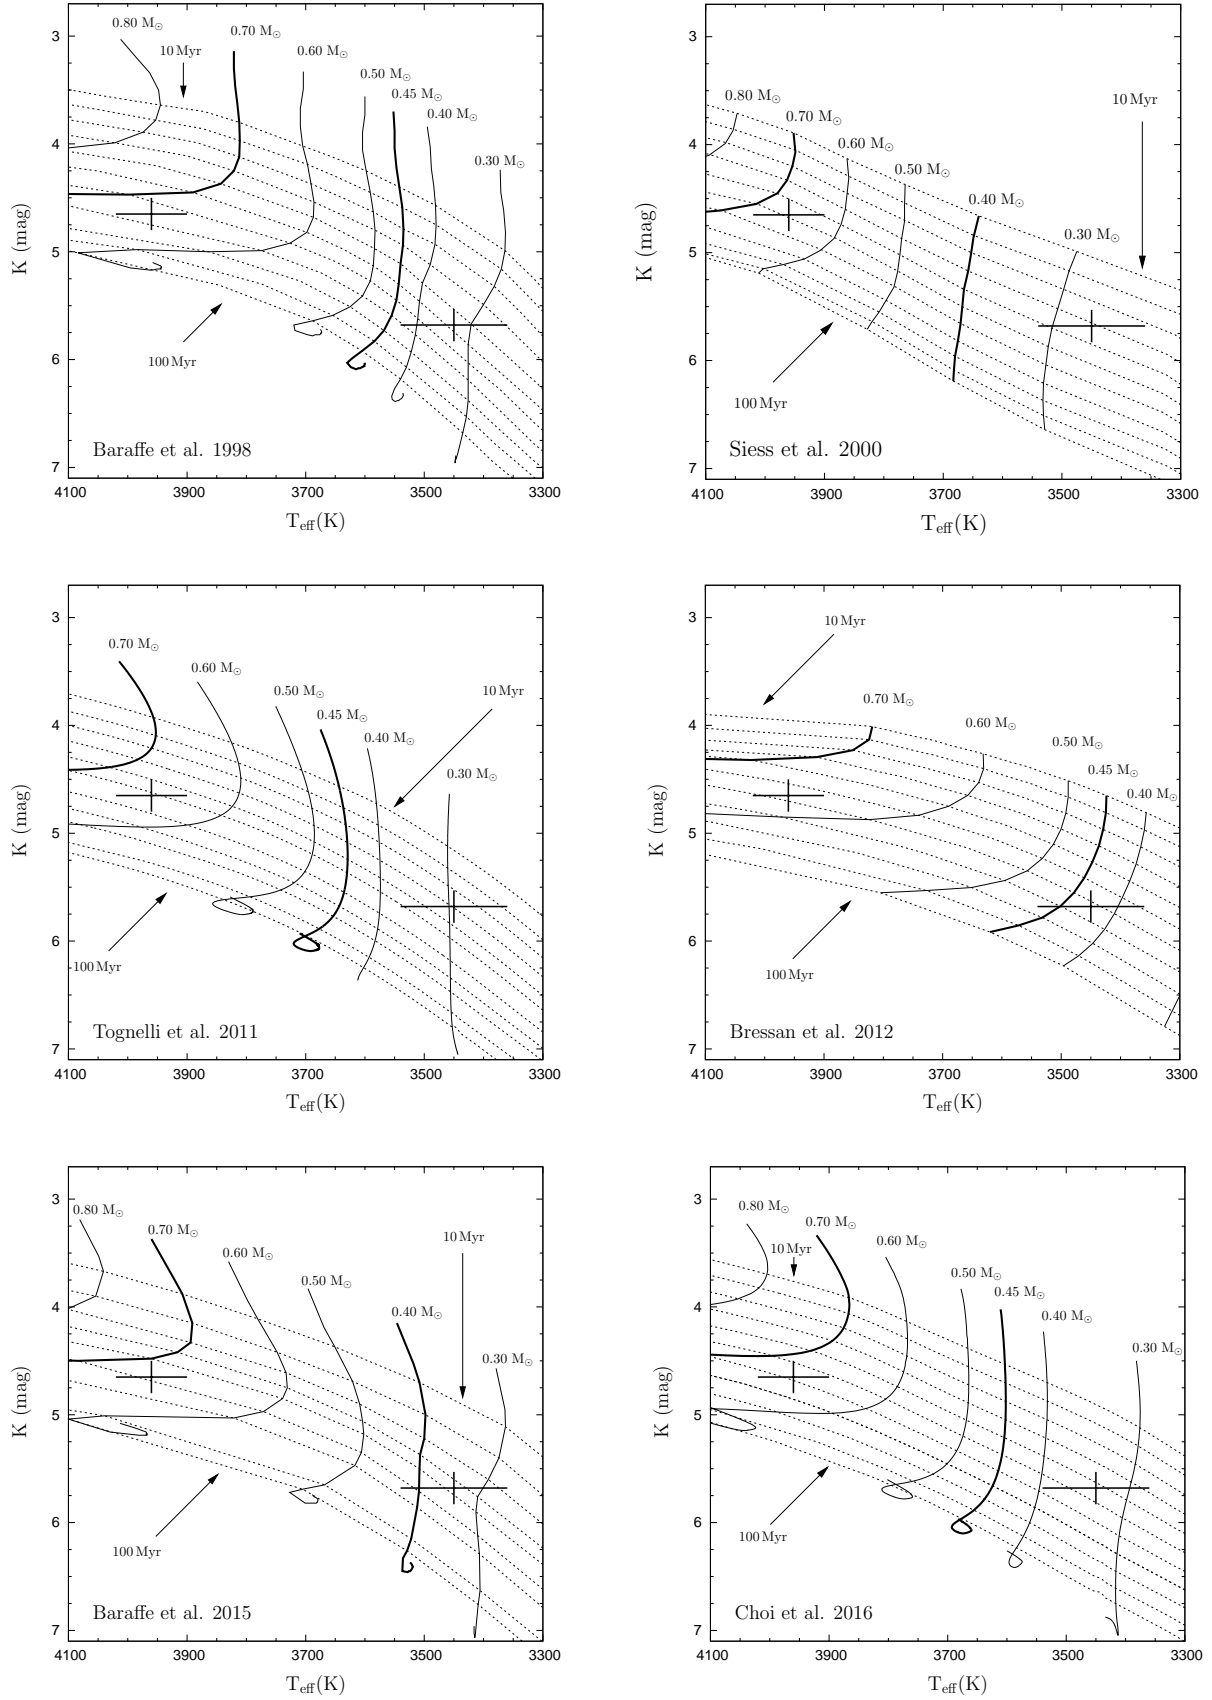 0.80 M☉
0.70 M☉
10 Myr
0.60 M☉
0.50 M☉
0.45 M☉
0.40 M☉
0.30 M☉
100 Myr
Baraffe et al. 1998
K (mag)
3
4
5
6
7
4100 3900 3700 3500 3300
Teff(K)
0.80 M☉
10 Myr
0.70 M☉
0.60 M☉
0.50 M☉
0.40 M☉
0.30 M☉
100 Myr
Siess et al. 2000
K (mag)
3
4
5
6
7
4100 3900 3700 3500 3300
Teff(K)
0.70 M☉
0.60 M☉
0.50 M☉
10 Myr
0.45 M☉
0.40 M☉
0.30 M☉
100 Myr
Tognelli et al. 2011
K (mag)
3
4
5
6
7
4100 3900 3700 3500 3300
Teff(K)
10 Myr
0.70 M☉
0.60 M☉
0.50 M☉
0.45 M☉
0.40 M☉
100 Myr
Bressan et al. 2012
K (mag)
3
4
5
6
7
4100 3900 3700 3500 3300
Teff(K)
0.80 M☉
0.70 M☉
10 Myr
0.60 M☉
0.50 M☉
0.40 M☉
0.30 M☉
100 Myr
Baraffe et al. 2015
K (mag)
3
4
5
6
7
4100 3900 3700 3500 3300
Teff(K)
0.80 M☉
0.70 M☉
10 Myr
0.60 M☉
0.50 M☉
0.45 M☉
0.40 M☉
0.30 M☉
100 Myr
Choi et al. 2016
K (mag)
3
4
5
6
7
4100 3900 3700 3500 3300
Teff(K)